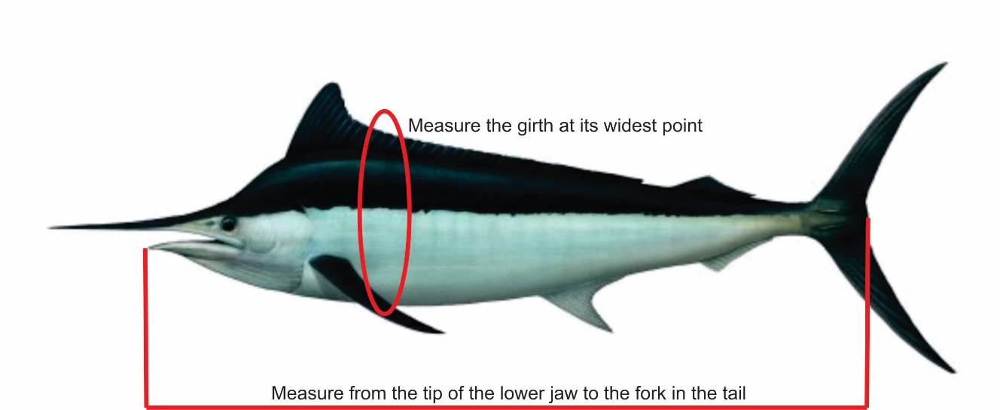 Measure the girth at its widest point
Measure from the tip of the lower jaw to the fork in the tail